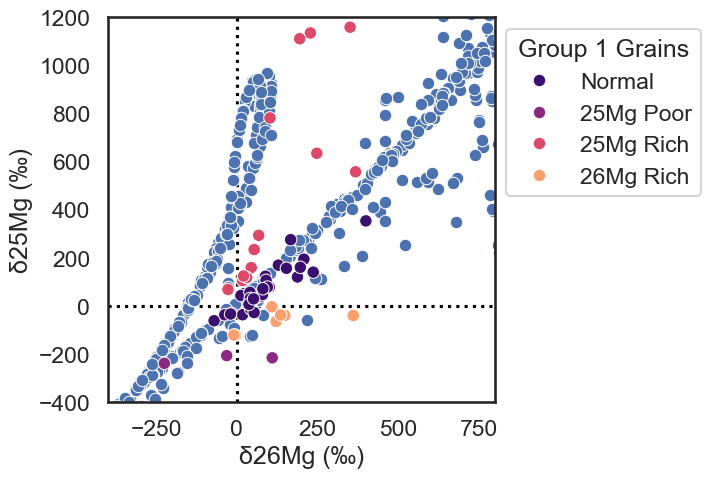 1200
1000
800
600
400
200
0
−200
−400
δ25Mg (‰)
−250
0
250
500
750
δ26Mg (‰)
Group 1 Grains
Normal
25Mg Poor
25Mg Rich
26Mg Rich